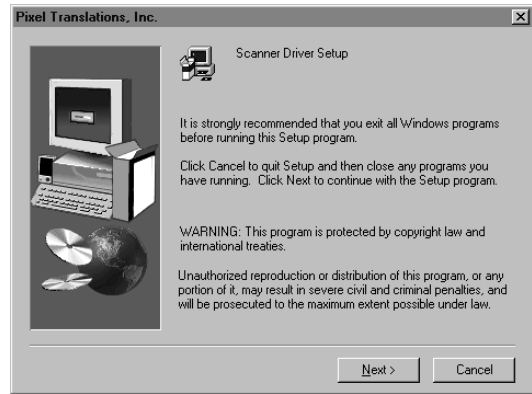 Pixel Translations, Inc.
Scanner Driver Setup
It is strongly recommended that you exit all Windows programs
before running this Setup program.
Click Cancel to quit Setup and then close any programs you
have running. Click Next to continue with the Setup program.
WARNING: This program is protected by copyright law and
international treaties.
Unauthorized reproduction or distribution of this program, or any
portion of it, may result in severe civil and criminal penalties, and
will be prosecuted to the maximum extent possible under law.
Next >
Cancel